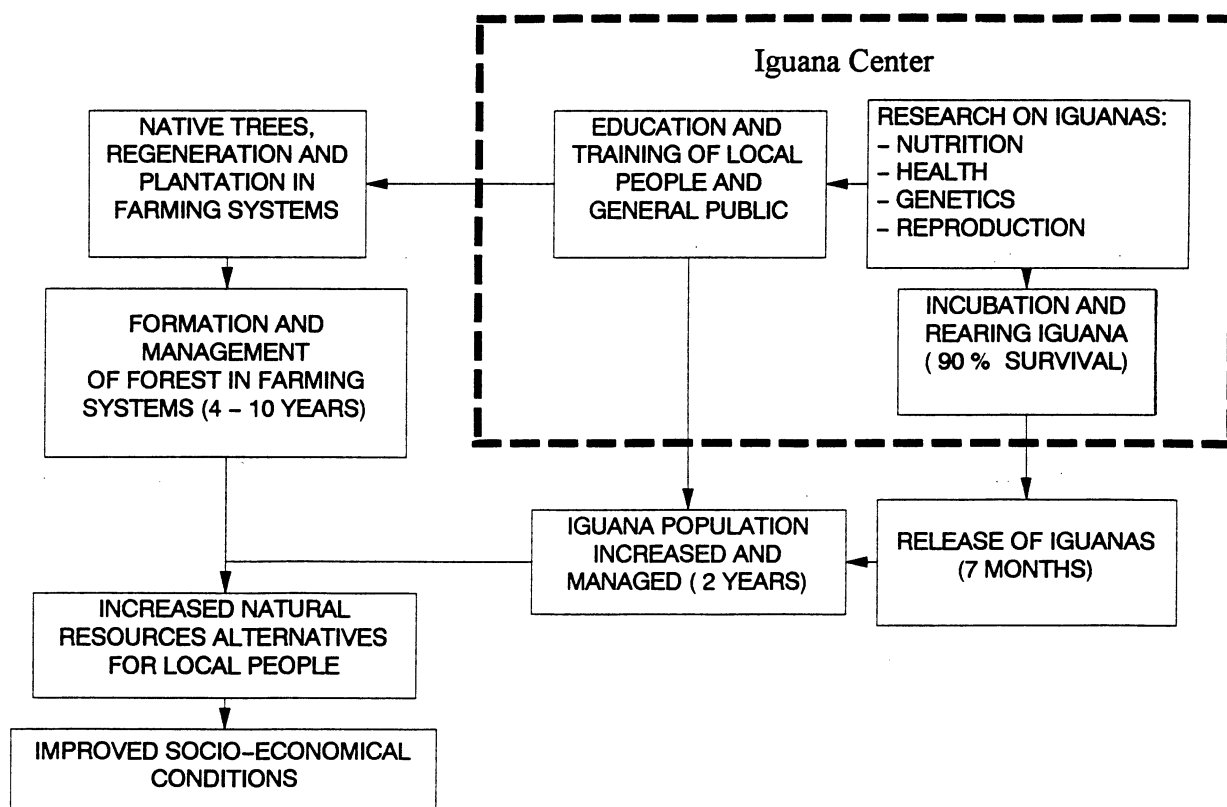 Iguana Center
NATIVE TREES,
REGENERATION AND
PLANTATION IN
FARMING SYSTEMS
EDUCATION AND
TRAINING OF LOCAL
PEOPLE AND
GENERAL PUBLIC
RESEARCH ON IGUANAS:
– NUTRITION
– HEALTH
– GENETICS
– REPRODUCTION
FORMATION AND
MANAGEMENT
OF FOREST IN FARMING
SYSTEMS (4 – 10 YEARS)
INCUBATION AND
REARING IGUANA
( 90 % SURVIVAL)
IGUANA POPULATION
INCREASED AND
MANAGED ( 2 YEARS)
RELEASE OF IGUANAS
(7 MONTHS)
INCREASED NATURAL
RESOURCES ALTERNATIVES
FOR LOCAL PEOPLE
IMPROVED SOCIO–ECONOMICAL
CONDITIONS